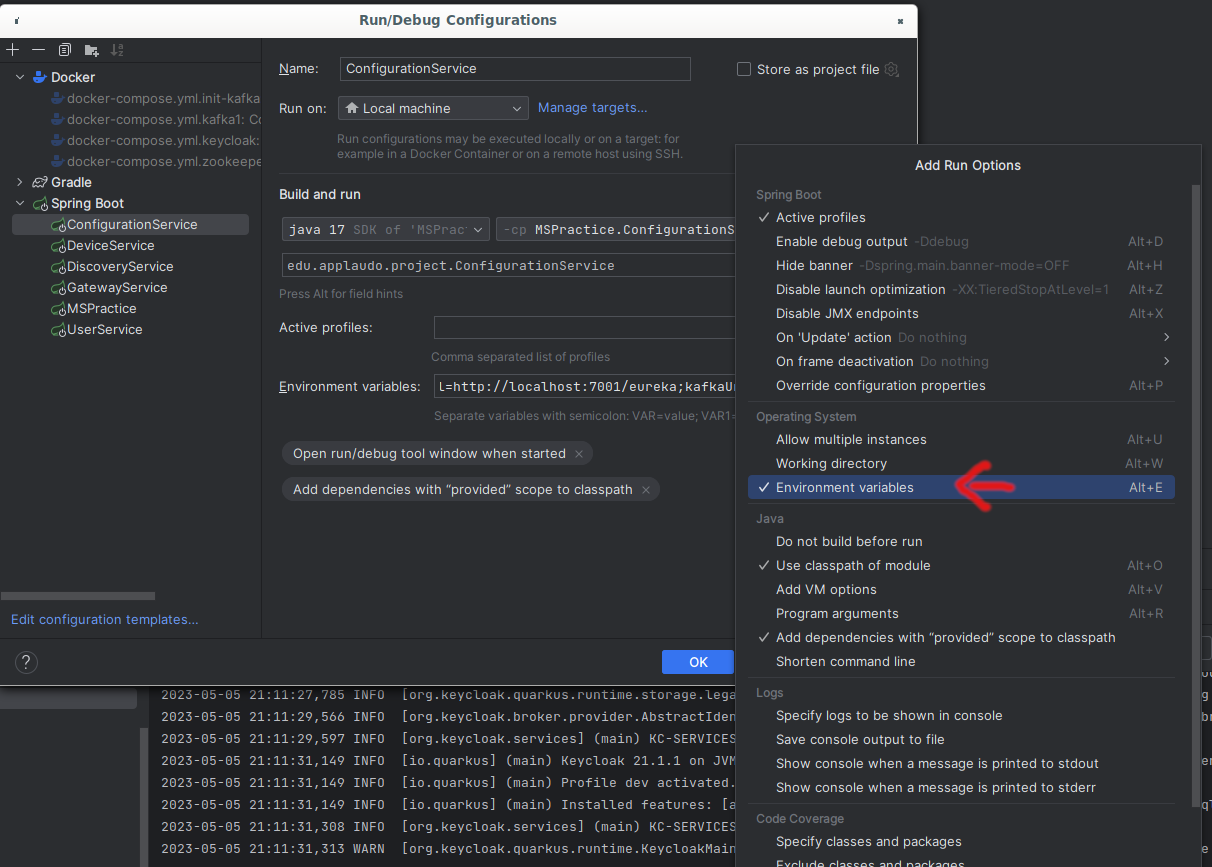 Run/Debug Configurations
Docker
docker-compose.yml.init-kafka
docker-compose.yml.kafka1: Co
docker-compose.yml.keycloak:
docker-compose.yml.zookeepe
Gradle
Spring Boot
ConfigurationService
DeviceService
DiscoveryService
GatewayService
MSPractice
UserService
Edit configuration templates...
?
Name: ConfigurationService
Store as project file
Run on: Local machine Manage targets...
Run configurations may be executed locally or on a target: for
example in a Docker Container or on a remote host using SSH.
Build and run
java 17 SDK of 'MSPract -cp MSPractice.ConfigurationS
edu.applaudo.project.ConfigurationService
Press Alt for field hints
Active profiles:
Comma separated list of profiles
Environment variables: L=http://localhost:7001/eureka;kafkaUr
Separate variables with semicolon: VAR=value; VAR1=
Open run/debug tool window when started ×
Add dependencies with “provided” scope to classpath ×
OK
Add Run Options
Spring Boot
Active profiles
Enable debug output -Ddebug Alt+D
Hide banner -Dspring.main.banner-mode=OFF Alt+H
Disable launch optimization -XX:TieredStopAtLevel=1 Alt+Z
Disable JMX endpoints Alt+X
On 'Update' action Do nothing
On frame deactivation Do nothing
Override configuration properties Alt+P
Operating System
Allow multiple instances Alt+U
Working directory Alt+W
Environment variables Alt+E
Java
Do not build before run
Use classpath of module Alt+O
Add VM options Alt+V
Program arguments Alt+R
Add dependencies with “provided” scope to classpath
Shorten command line
Logs
Specify logs to be shown in console
Save console output to file
Show console when a message is printed to stdout
Show console when a message is printed to stderr
Code Coverage
Specify classes and packages
Exclude classes and packages
2023-05-05 21:11:27,785 INFO [org.keycloak.quarkus.runtime.storage.lega
2023-05-05 21:11:29,566 INFO [org.keycloak.broker.provider.AbstractIden
2023-05-05 21:11:29,597 INFO [org.keycloak.services] (main) KC-SERVICES
2023-05-05 21:11:31,149 INFO [io.quarkus] (main) Keycloak 21.1.1 on JVM
2023-05-05 21:11:31,149 INFO [io.quarkus] (main) Profile dev activated.
2023-05-05 21:11:31,149 INFO [io.quarkus] (main) Installed features: [a
2023-05-05 21:11:31,308 INFO [org.keycloak.services] (main) KC-SERVICES
2023-05-05 21:11:31,313 WARN [org.keycloak.quarkus.runtime.KeycloakMain